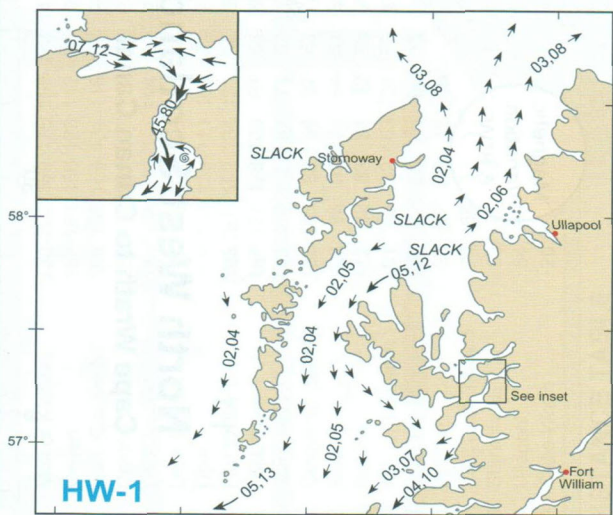 07,12
45,80
03,08
03,08
02,04
02,06
SLACK
Stornoway
SLACK
SLACK
Ullapool
58°
02,05
05,12
02,04
02,04
02,05
See inset
57°
03,07
04,10
05,13
Fort
William
HW-1